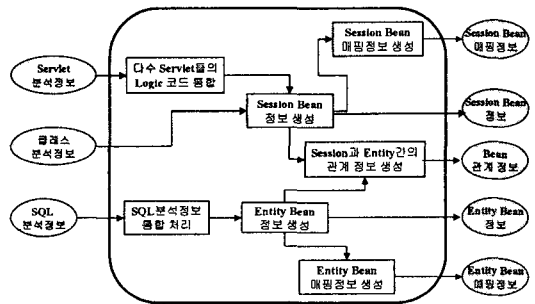 Servlet
분석정보
클래스
분석정보
SQL
분석정보
다수 Servlet들의
Logic 코드 통합
SQL분석정보
통합 처리
Session Bean
정보 생성
Entity Bean
정보 생성
Session Bean
매핑정보 생성
Session과 Entity간의
관계 정보 생성
Entity Bean
매핑정보 생성
Session Bean
매핑정보
Session Bean
정보
Bean
관계정보
Entity Bean
정보
Entity Bean
매핑정보